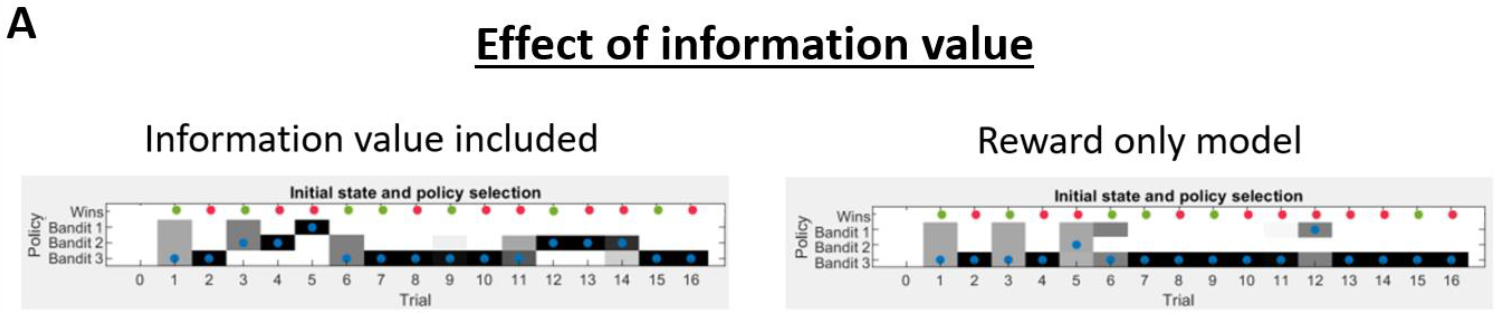 A
Effect of information value
Information value included
Reward only model
Initial state and policy selection
Policy
Wins
Bandit 1
Bandit 2
Bandit 3
0 1 2 3 4 5 6 7 8 9 10 11 12 13 14 15 16
Trial
Initial state and policy selection
Policy
Wins
Bandit 1
Bandit 2
Bandit 3
0 1 2 3 4 5 6 7 8 9 10 11 12 13 14 15 16
Trial